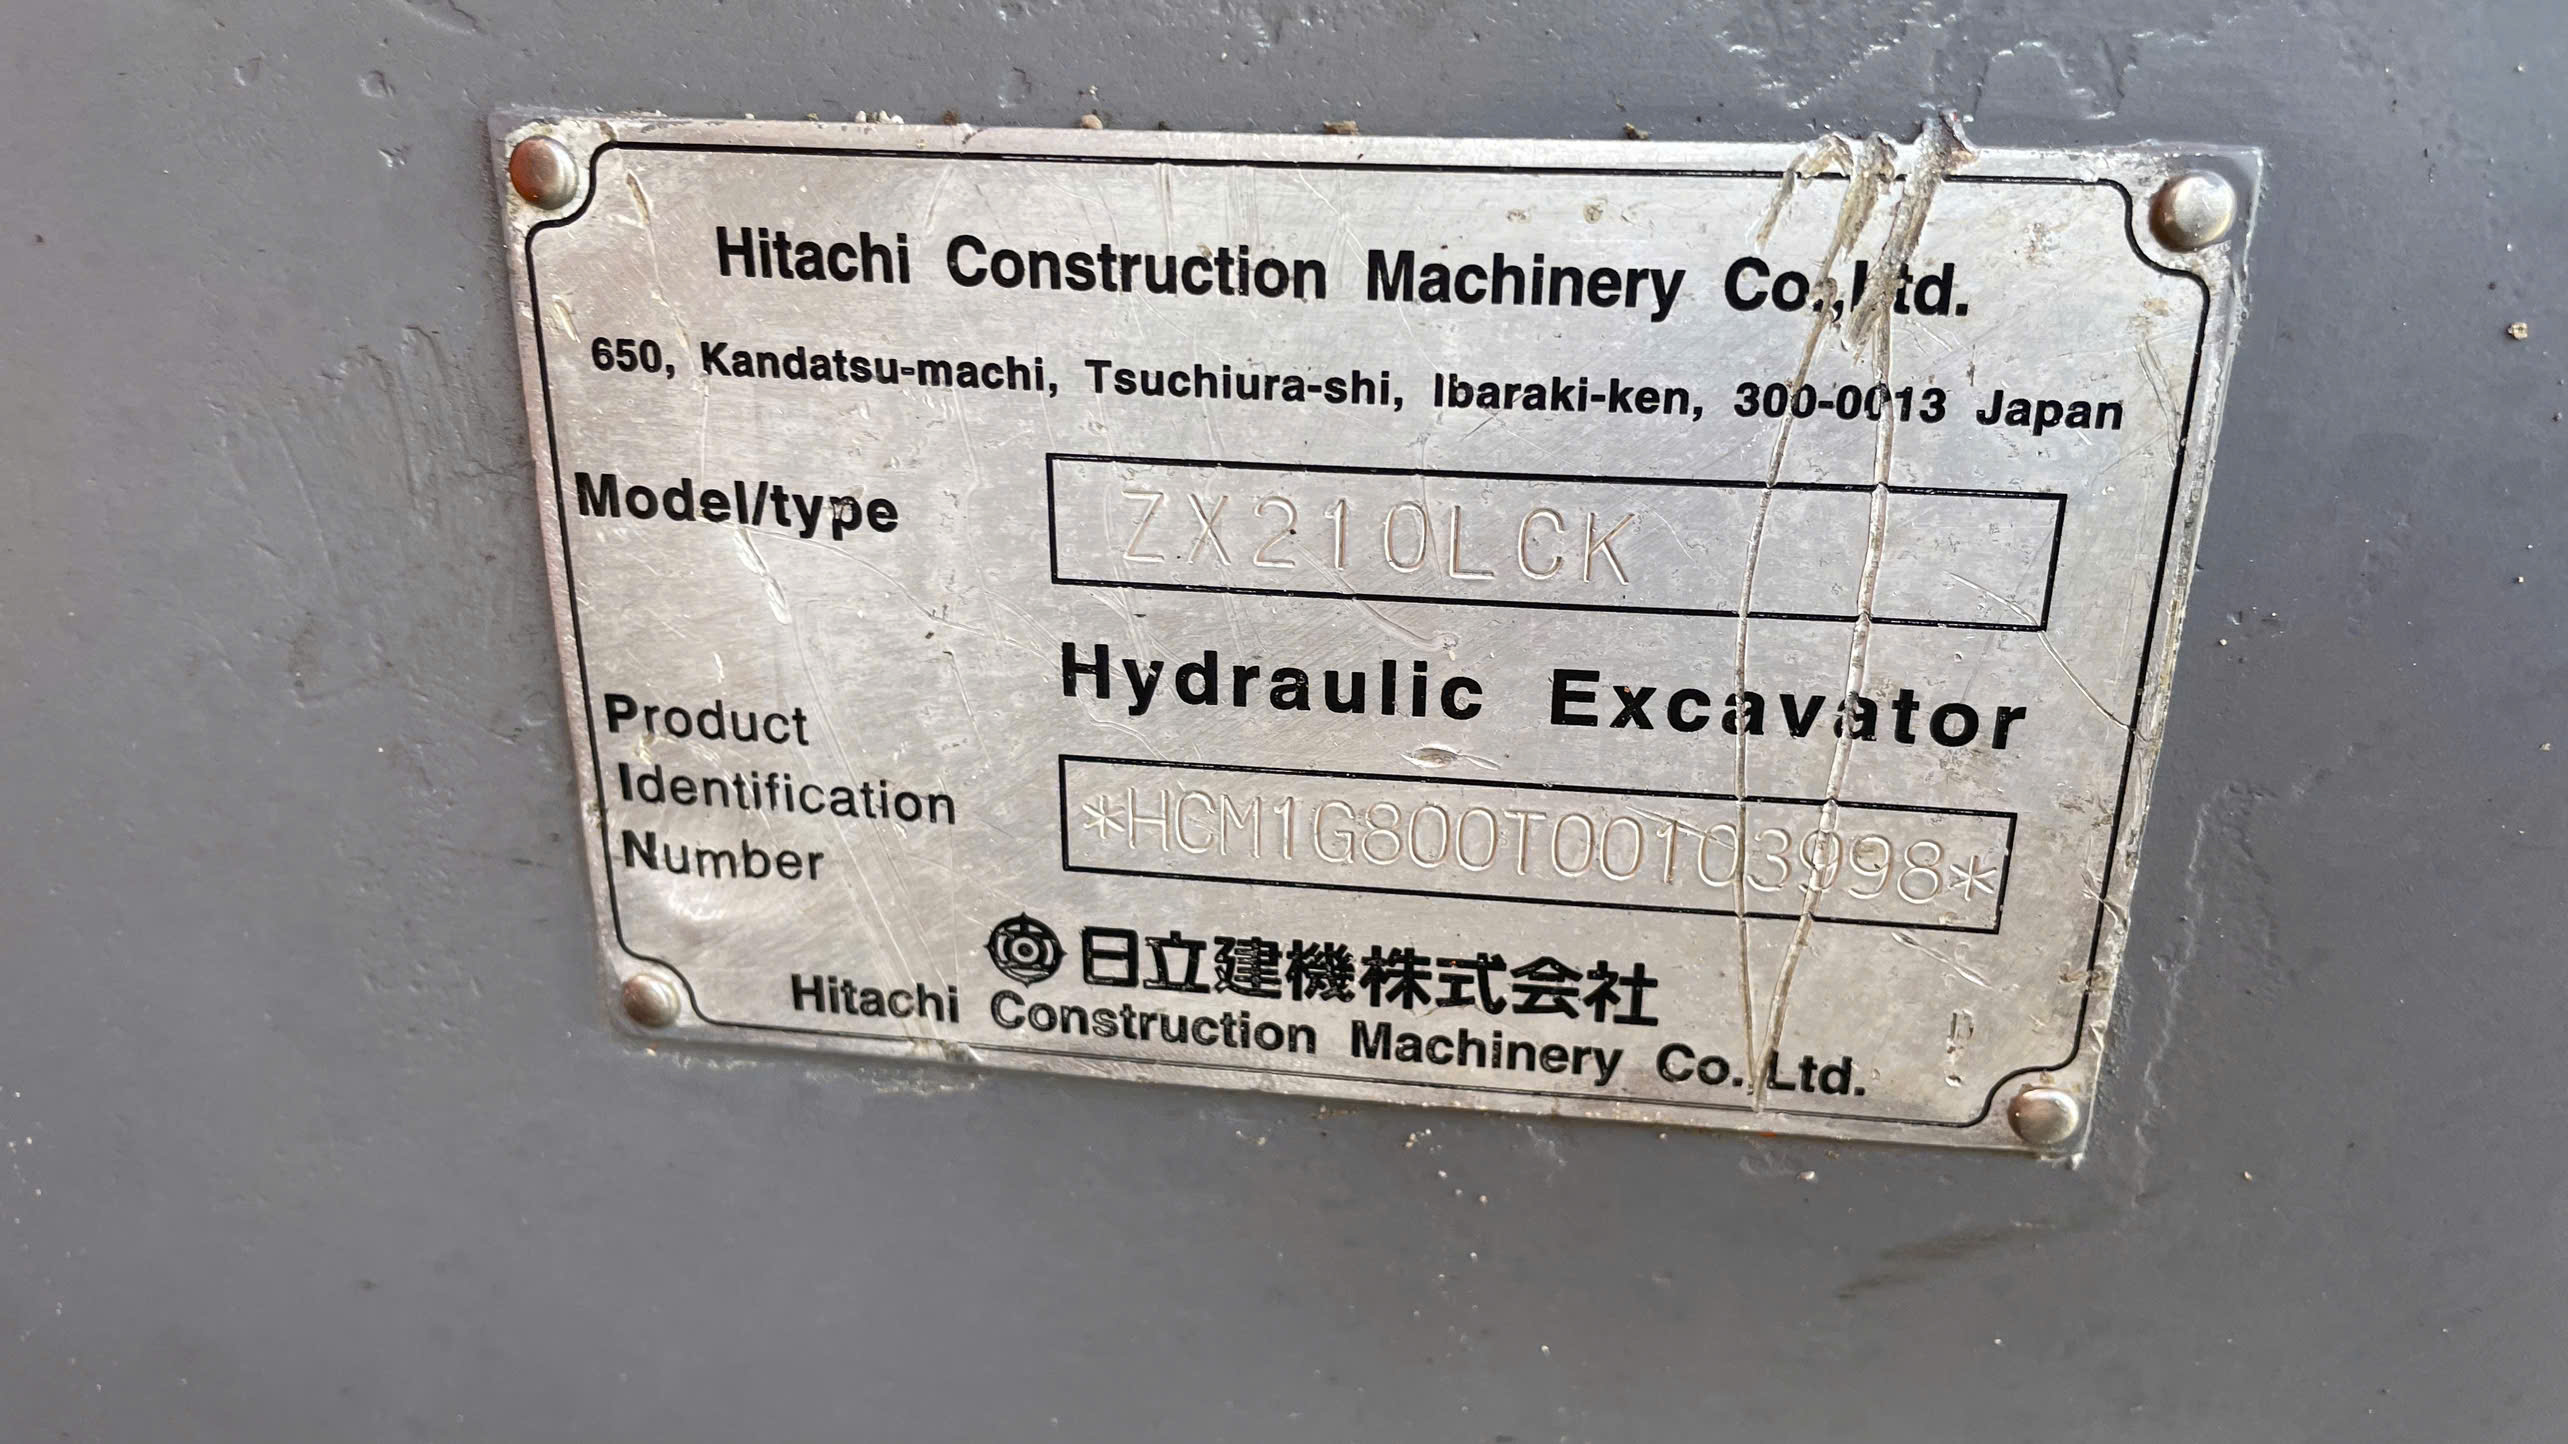 Hitachi Construction Machinery Co.,Ltd.
650, Kandatsu-machi, Tsuchiura-shi, Ibaraki-ken, 300-0013 Japan
Model/type ZX210LCK
Hydraulic Excavator
Product
Identification
Number
*HCM1G800T00103998*
日立建機株式会社
Hitachi Construction Machinery Co., Ltd.